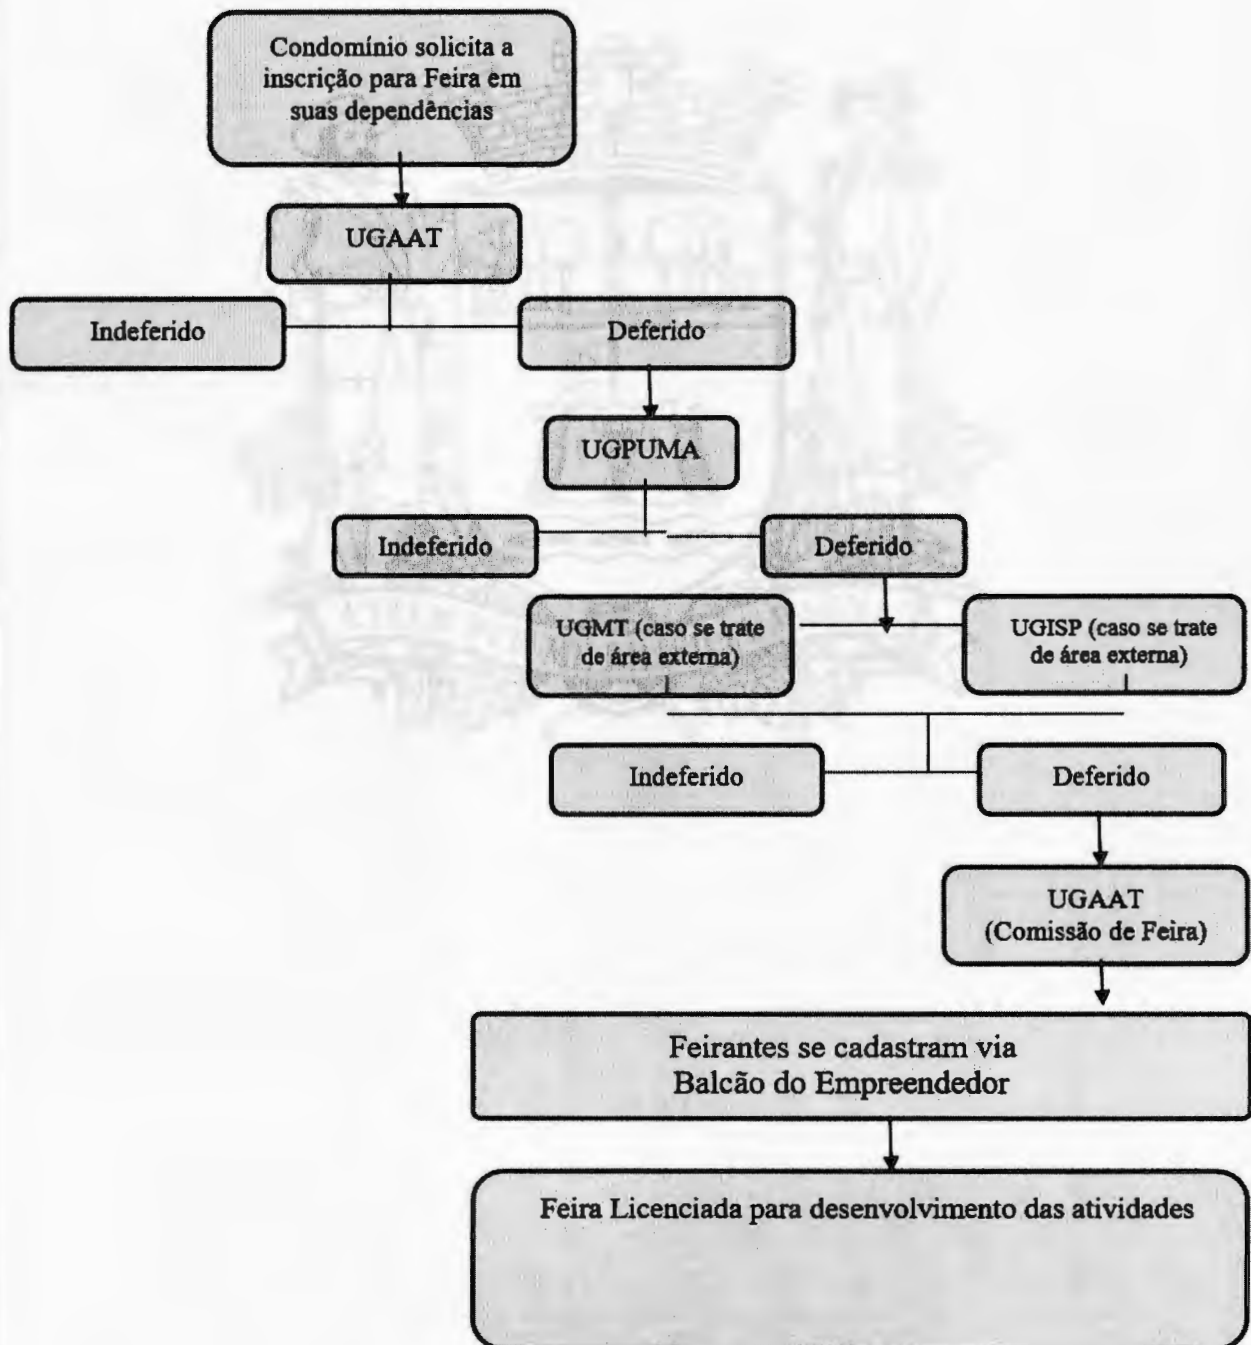 Condomínio solicita a
inscrição para Feira em
suas dependências
UGAAT
Indeferido
Deferido
UGPUMA
Indeferido
Deferido
UGMT (caso se trate
de área externa)
UGISP (caso se trate
de área externa)
Indeferido
Deferido
UGAAT
(Comissão de Feira)
Feirantes se cadastram via
Balcão do Empreendedor
Feira Licenciada para desenvolvimento das atividades